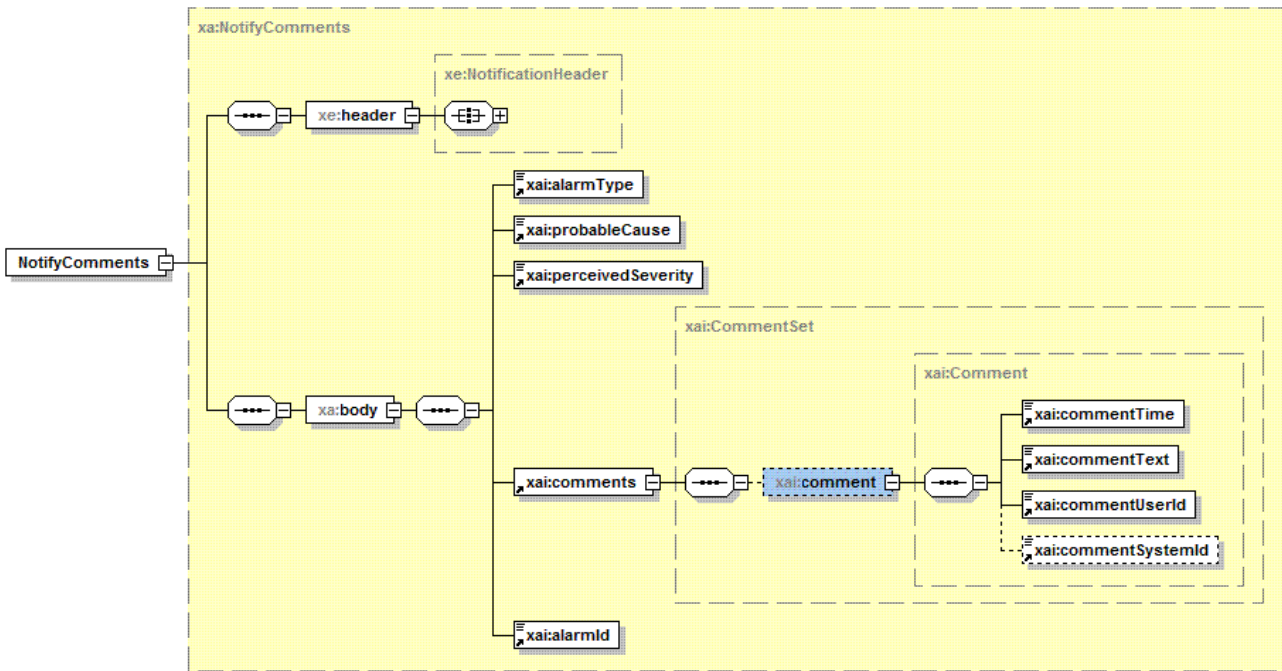 xa:NotifyComments
xe:NotificationHeader
xe:header
xai:alarmType
xai:probableCause
xai:perceivedSeverity
NotifyComments
xai:CommentSet
xai:Comment
xa:body
xai:commentTime
xai:commentText
xai:comments
xai:comment
xai:commentUserId
xai:commentSystemId
xai:alarmId